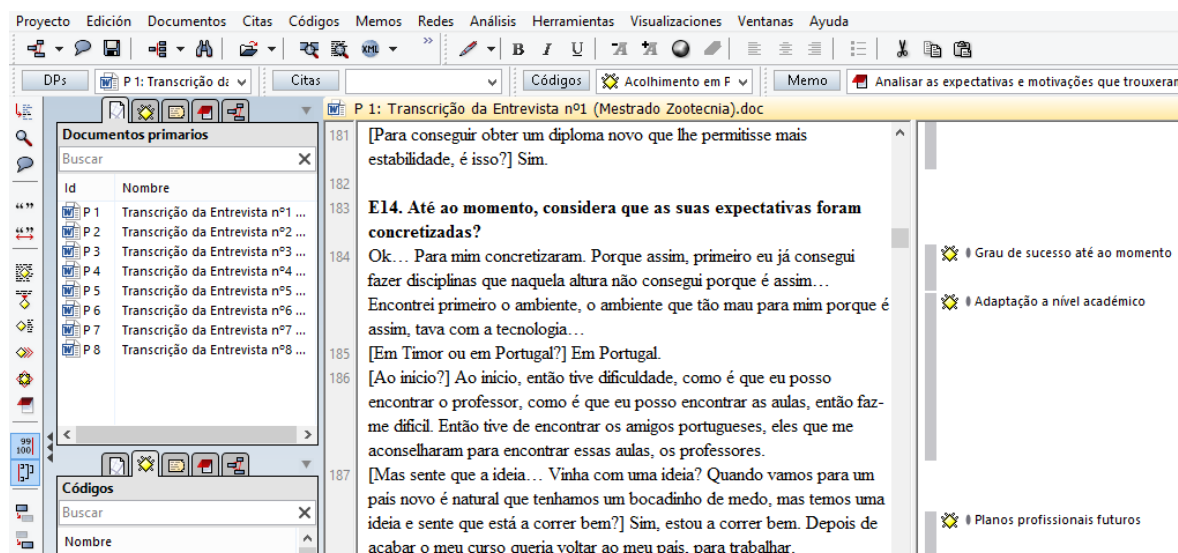 Proyecto Edición Documentos Citas Códigos Memos Redes Análisis Herramientas Visualizaciones Ventanas Ayuda
XML » B I U A A
DPs P 1: Transcrição da Citas Códigos Acolhimento em F Memo Analisar as expectativas e motivações que trouxeran
P 1: Transcrição da Entrevista nº1 (Mestrado Zootecnia).doc
Documentos primarios
Buscar
Id Nombre
P 1 Transcrição da Entrevista nº1 ...
P 2 Transcrição da Entrevista nº2 ...
P 3 Transcrição da Entrevista nº3 ...
P 4 Transcrição da Entrevista nº4 ...
P 5 Transcrição da Entrevista nº5 ...
P 6 Transcrição da Entrevista nº6 ...
P 7 Transcrição da Entrevista nº7 ...
P 8 Transcrição da Entrevista nº8 ...
99
100
Códigos
Buscar
Nombre
181 [Para conseguir obter um diploma novo que lhe permitisse mais
estabilidade, é isso?] Sim.
182
183 E14. Até ao momento, considera que as suas expectativas foram
concretizadas?
184 Ok… Para mim concretizaram. Porque assim, primeiro eu já consegui
fazer disciplinas que naquela altura não consegui porque é assim…
Encontrei primeiro o ambiente, o ambiente que tão mau para mim porque é
assim, tava com a tecnologia…
185 [Em Timor ou em Portugal?] Em Portugal.
186 [Ao inicio?] Ao inicio, então tive dificuldade, como é que eu posso
encontrar o professor, como é que eu posso encontrar as aulas, então faz-
me dificil. Então tive de encontrar os amigos portugueses, eles que me
aconselharam para encontrar essas aulas, os professores.
187 [Mas sente que a ideia… Vinha com uma ideia? Quando vamos para um
país novo é natural que tenhamos um bocadinho de medo, mas temos uma
ideia e sente que está a correr bem?] Sim, estou a correr bem. Depois de
acabar o meu curso queria voltar ao meu país, para trabalhar.
Grau de sucesso até ao momento
Adaptação a nível académico
Planos profissionais futuros